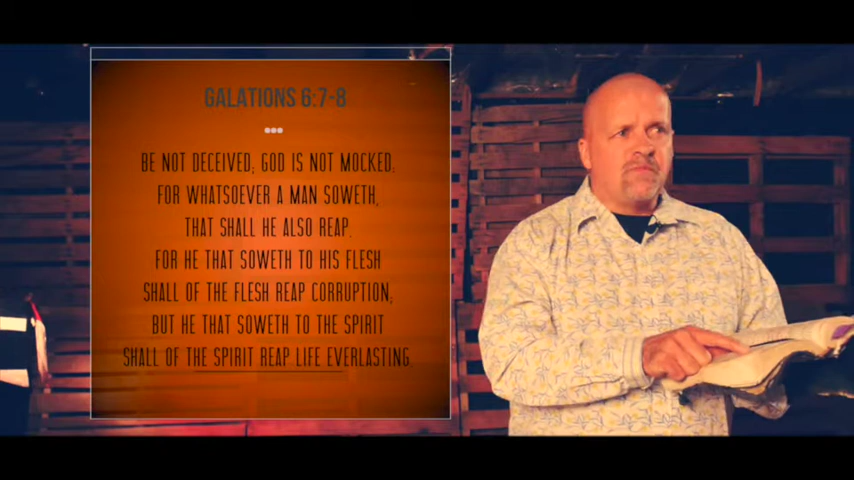 GALATIONS 6:7-8
BE NOT DECEIVED; GOD IS NOT MOCKED:
FOR WHATSOEVER A MAN SOWETH,
THAT SHALL HE ALSO REAP.
FOR HE THAT SOWETH TO HIS FLESH
SHALL OF THE FLESH REAP CORRUPTION;
BUT HE THAT SOWETH TO THE SPIRIT
SHALL OF THE SPIRIT REAP LIFE EVERLASTING.